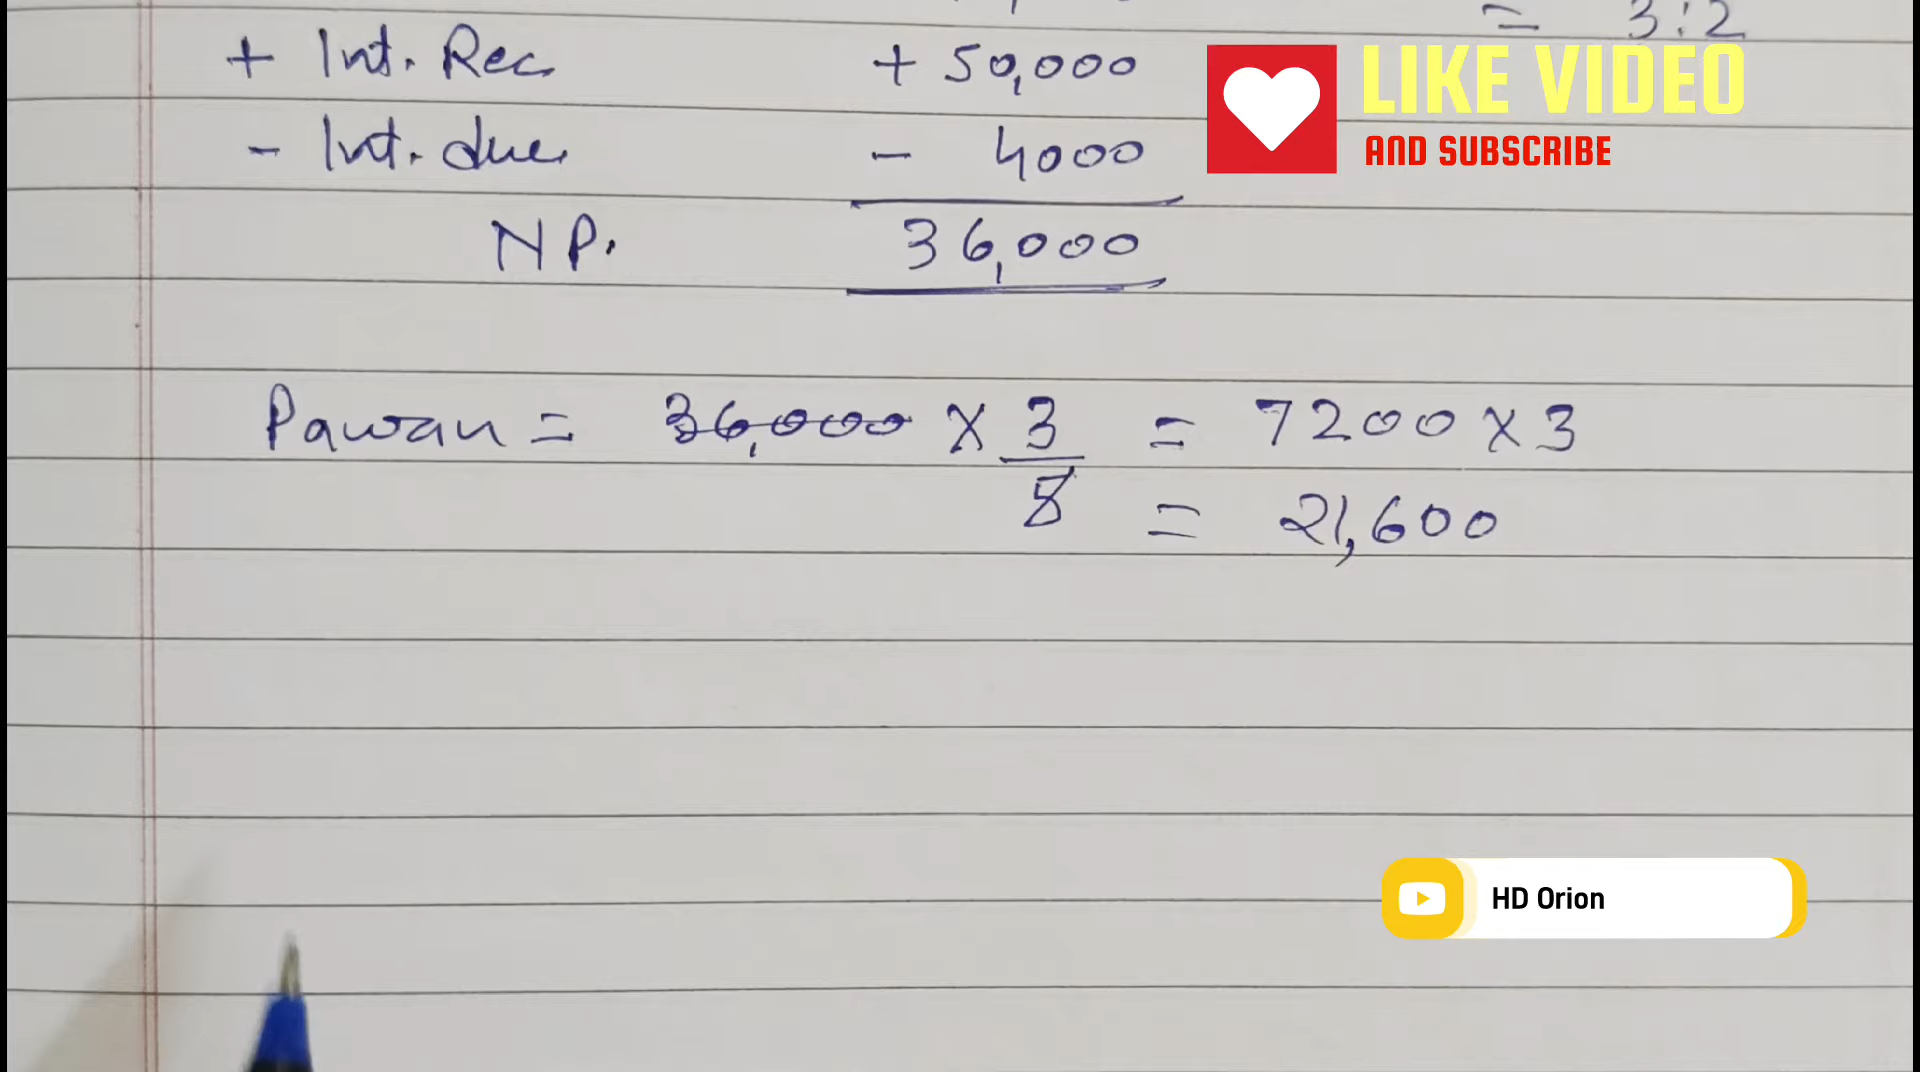 = 3:2
+ Int. Rec + 50,000
- Int. due - 4000
NP. 36,000
LIKE VIDEO
AND SUBSCRIBE
Pawan = 36,000 X 3/5 = 7200 X 3
= 21,600
HD Orion